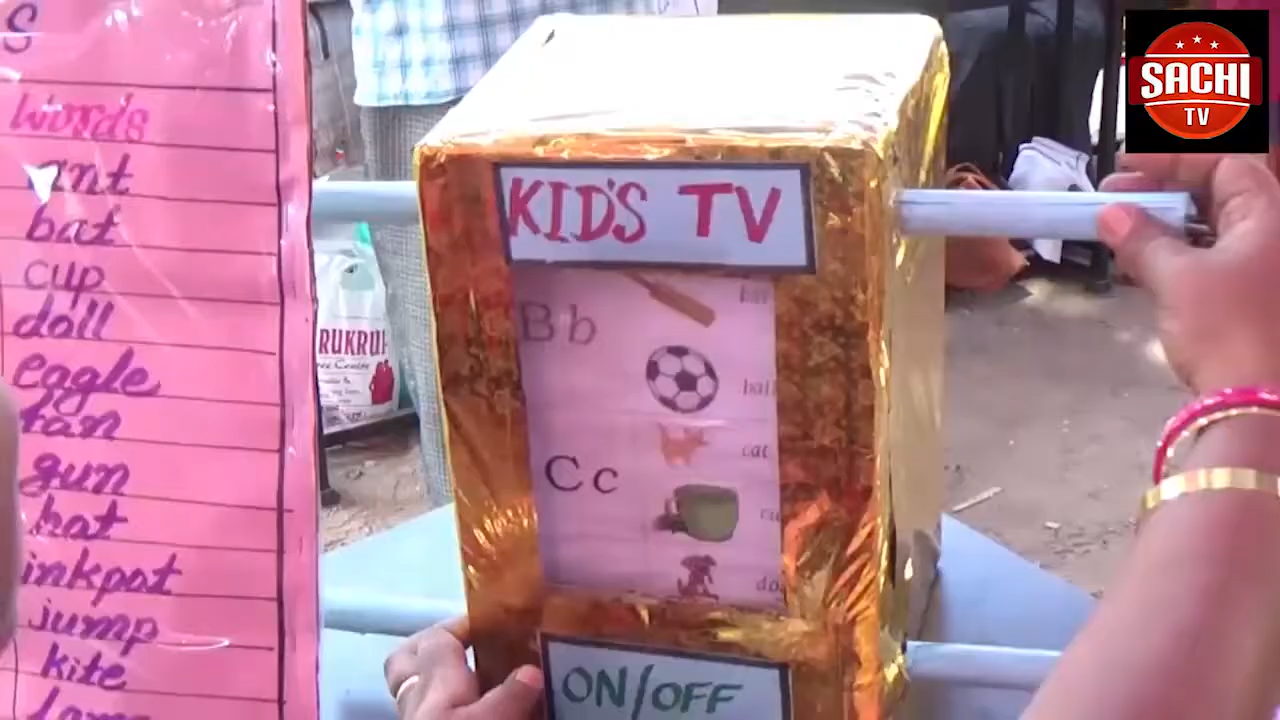 S
words
ant
bat
cup
doll
eagle
fan
gun
hat
inkpot
jump
kite
KID'S TV
Bb
bat
ball
Cc
cat
ON/OFF
RUKRUP
SACHI
TV